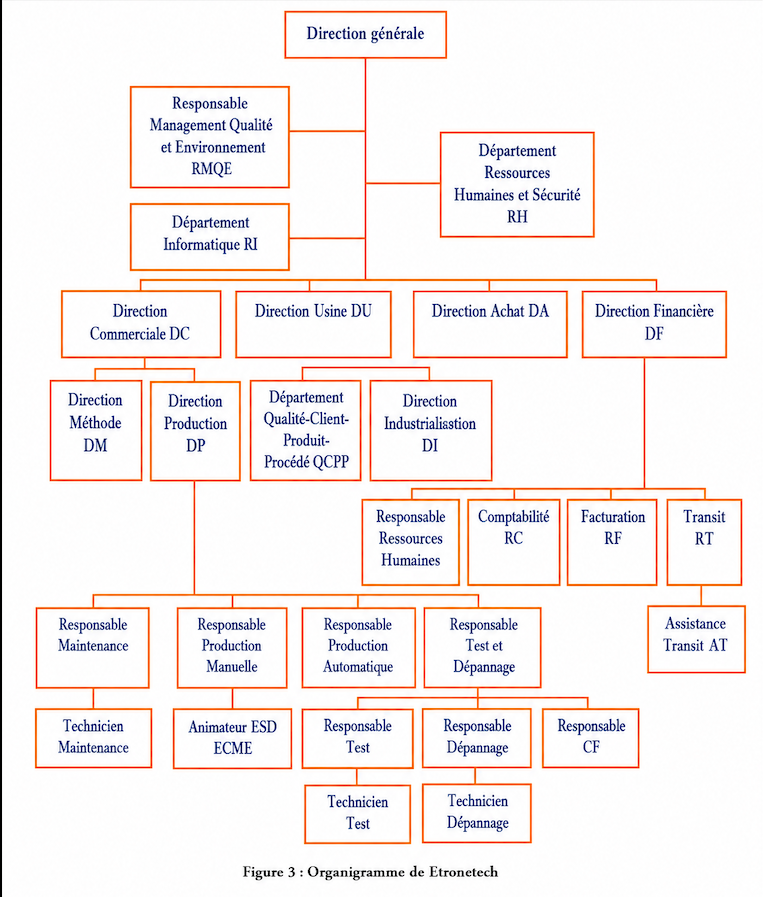 Direction générale
Responsable
Management Qualité
et Environnement
RMQE
Département
Ressources
Humaines et Sécurité
RH
Département
Informatique RI
Direction
Commerciale DC
Direction Usine DU
Direction Achat DA
Direction Financière
DF
Direction
Méthode
DM
Direction
Production
DP
Département
Qualité-Client-
Produit-
Procédé QCPP
Direction
Industrialisstion
DI
Responsable
Ressources
Humaines
Comptabilité
RC
Facturation
RF
Transit
RT
Assistance
Transit AT
Responsable
Maintenance
Responsable
Production
Manuelle
Responsable
Production
Automatique
Responsable
Test et
Dépannage
Technicien
Maintenance
Animateur ESD
ECME
Responsable
Test
Responsable
Dépannage
Responsable
CF
Technicien
Test
Technicien
Dépannage
Figure 3 : Organigramme de Etronetech